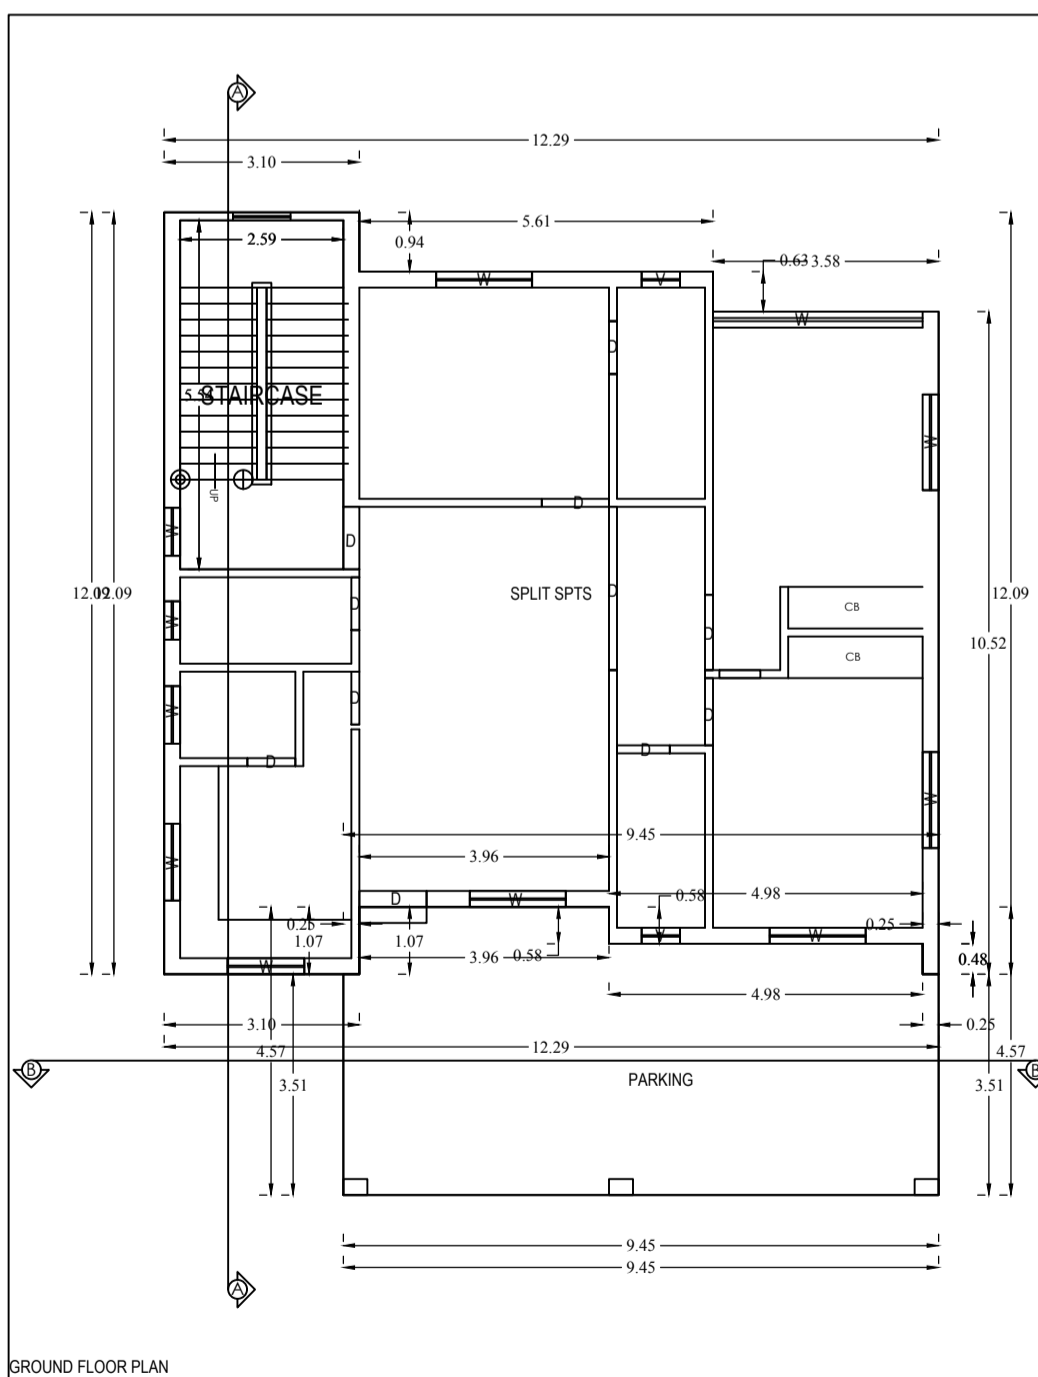 A
12.29
3.10
5.61
0.94
2.59
0.63
3.58
W
V
W
D
STAIRCASE
W
UP
D
W
D
12.09
12.09
SPLIT SPTS
D
D
W
CB
12.09
D
10.52
CB
D
W
D
D
D
W
9.45
3.96
W
4.98
0.58
D
W
0.25
0.25
1.07
1.07
3.96
0.58
W
W
0.48
W
4.98
3.10
0.25
12.29
4.57
4.57
B
B
PARKING
3.51
3.51
9.45
9.45
A
GROUND FLOOR PLAN